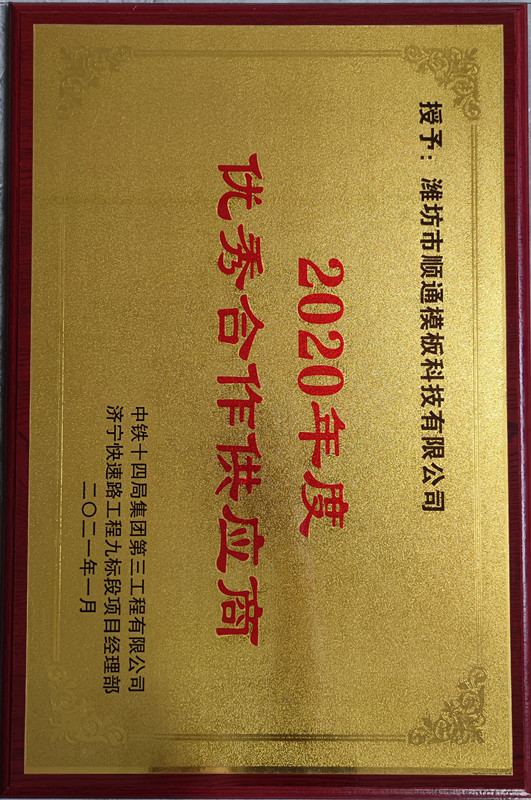 授予：潍坊市顺通模板科技有限公司
2020年度
优秀合作供应商
中铁十四局集团第三工程有限公司
济宁快速路工程九标段项目经理部
二〇二一年一月